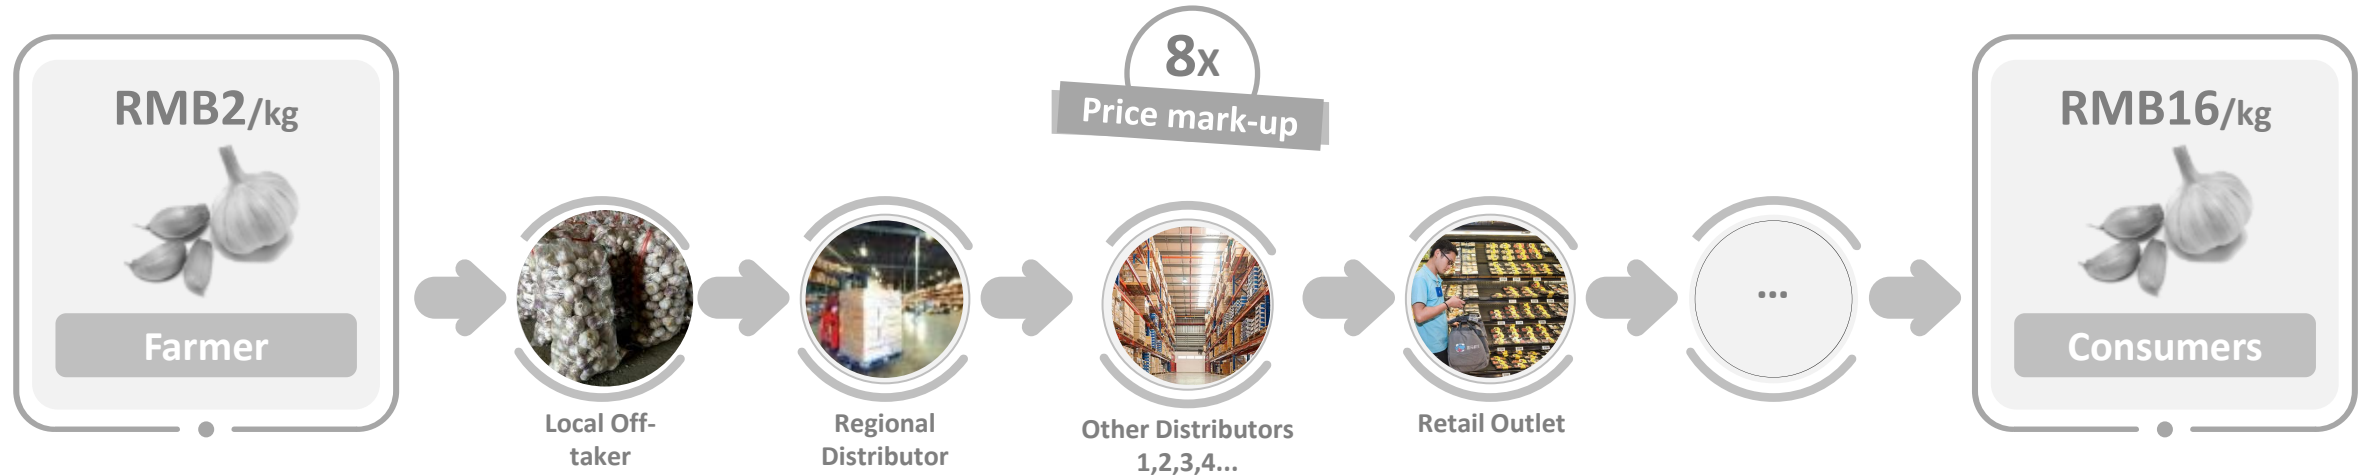 8X
Price mark-up
RMB2/kg
Farmer
Local Off-
taker
Regional
Distributor
Other Distributors
1,2,3,4...
Retail Outlet
...
RMB16/kg
Consumers